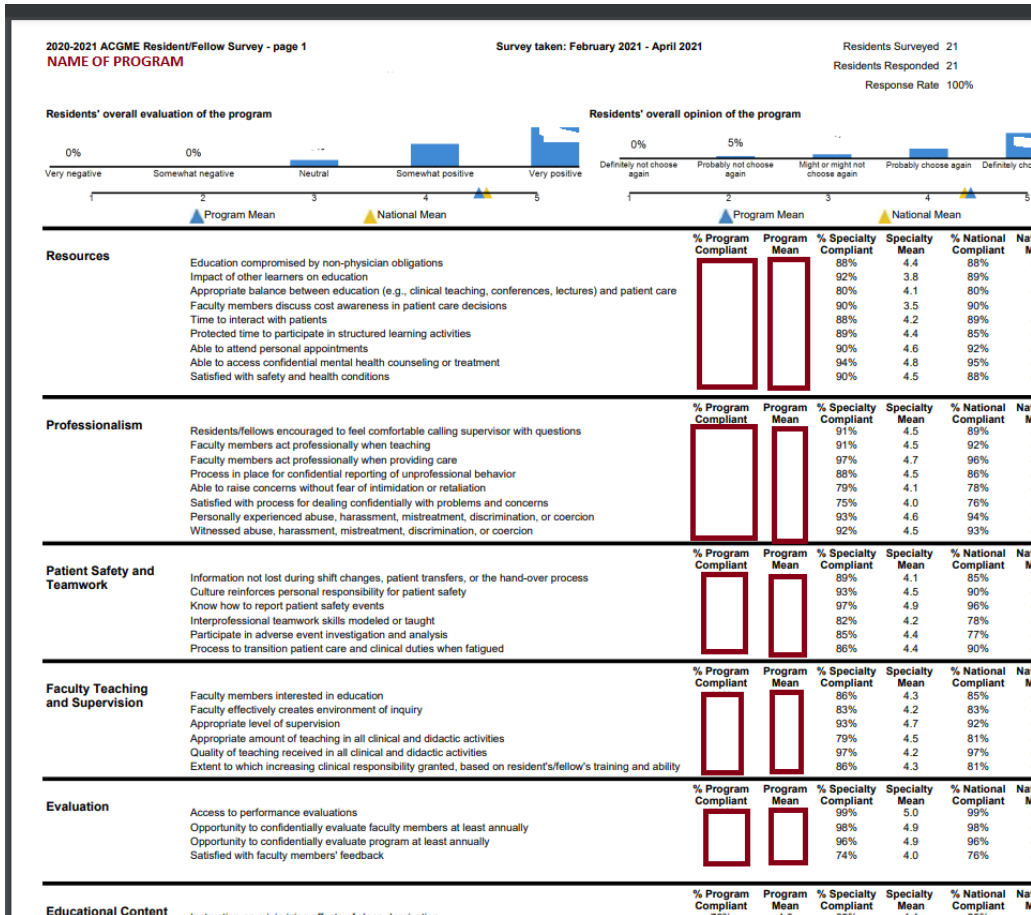 2020-2021 ACGME Resident/Fellow Survey - page 1 Survey taken: February 2021 - April 2021 Residents Surveyed 21
NAME OF PROGRAM Residents Responded 21
Response Rate 100%
Residents' overall evaluation of the program Residents' overall opinion of the program
0% 0% 0% 5%
Very negative Somewhat negative Neutral Somewhat positive Very positive
Definitely not choose again Probably not choose again Might or might not choose again Probably choose again Definitely
1 2 3 4 5 1 2 3 4 5
Program Mean National Mean Program Mean National Mean
Resources % Program Compliant Program Mean % Specialty Compliant Specialty Mean % National Compliant
Education compromised by non-physician obligations 88% 4.4 88%
Impact of other learners on education 92% 3.8 89%
Appropriate balance between education (e.g., clinical teaching, conferences, lectures) and patient care 80% 4.1 80%
Faculty members discuss cost awareness in patient care decisions 90% 3.5 90%
Time to interact with patients 88% 4.2 89%
Protected time to participate in structured learning activities 89% 4.4 85%
Able to attend personal appointments 90% 4.6 92%
Able to access confidential mental health counseling or treatment 94% 4.8 95%
Satisfied with safety and health conditions 90% 4.5 88%
Professionalism % Program Compliant Program Mean % Specialty Compliant Specialty Mean % National Compliant
Residents/fellows encouraged to feel comfortable calling supervisor with questions 91% 4.5 89%
Faculty members act professionally when teaching 91% 4.5 92%
Faculty members act professionally when providing care 97% 4.7 96%
Process in place for confidential reporting of unprofessional behavior 88% 4.5 86%
Able to raise concerns without fear of intimidation or retaliation 79% 4.1 78%
Satisfied with process for dealing confidentially with problems and concerns 75% 4.0 76%
Personally experienced abuse, harassment, mistreatment, discrimination, or coercion 93% 4.6 94%
Witnessed abuse, harassment, mistreatment, discrimination, or coercion 92% 4.5 93%
Patient Safety and Teamwork % Program Compliant Program Mean % Specialty Compliant Specialty Mean % National Compliant
Information not lost during shift changes, patient transfers, or the hand-over process 89% 4.1 85%
Culture reinforces personal responsibility for patient safety 93% 4.5 90%
Know how to report patient safety events 97% 4.9 96%
Interprofessional teamwork skills modeled or taught 82% 4.2 78%
Participate in adverse event investigation and analysis 85% 4.4 77%
Process to transition patient care and clinical duties when fatigued 86% 4.4 90%
Faculty Teaching and Supervision % Program Compliant Program Mean % Specialty Compliant Specialty Mean % National Compliant
Faculty members interested in education 86% 4.3 85%
Faculty effectively creates environment of inquiry 83% 4.2 83%
Appropriate level of supervision 93% 4.7 92%
Appropriate amount of teaching in all clinical and didactic activities 79% 4.5 81%
Quality of teaching received in all clinical and didactic activities 97% 4.2 97%
Extent to which increasing clinical responsibility granted, based on resident's/fellow's training and ability 86% 4.3 81%
Evaluation % Program Compliant Program Mean % Specialty Compliant Specialty Mean % National Compliant
Access to performance evaluations 99% 5.0 99%
Opportunity to confidentially evaluate faculty members at least annually 98% 4.9 98%
Opportunity to confidentially evaluate program at least annually 96% 4.9 96%
Satisfied with faculty members' feedback 74% 4.0 76%
Educational Content % Program Compliant Program Mean % Specialty Compliant Specialty Mean % National Compliant